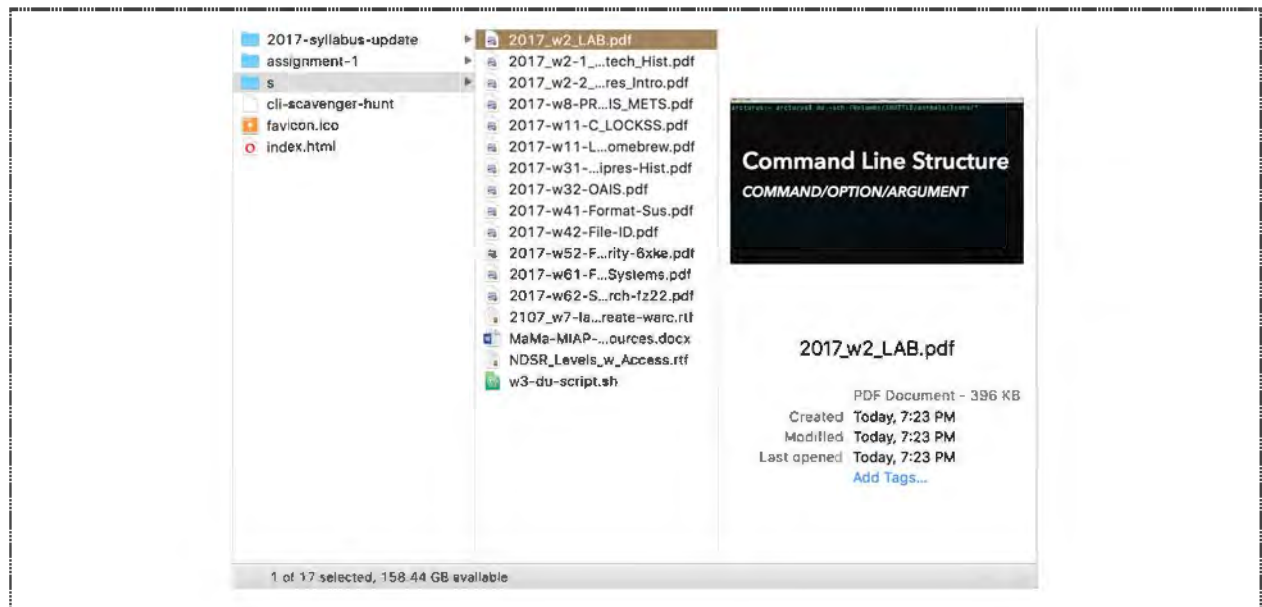 2017-syllabus-update
assignment-1
s
cli-scavenger-hunt
favicon.ico
index.html
2017_w2_LAB.pdf
2017_w2-1_...tech_Hist.pdf
2017_w2-2_...res_Intro.pdf
2017-w8-PR...IS_METS.pdf
2017-w11-C_LOCKSS.pdf
2017-w11-L...omebrew.pdf
2017-w31-...ipres-Hist.pdf
2017-w32-OAIS.pdf
2017-w41-Format-Sus.pdf
2017-w42-File-ID.pdf
2017-w52-F...rity-6xke.pdf
2017-w61-F...Systems.pdf
2017-w62-S...rch-fz22.pdf
2107_w7-la...reate-warc.rtf
MaMa-MIAP-...ources.docx
NDSR_Levels_w_Access.rtf
w3-du-script.sh
Command Line Structure
COMMAND/OPTION/ARGUMENT
2017_w2_LAB.pdf
PDF Document - 396 KB
Created Today, 7:23 PM
Modified Today, 7:23 PM
Last opened Today, 7:23 PM
Add Tags...
1 of 17 selected, 158.44 GB available